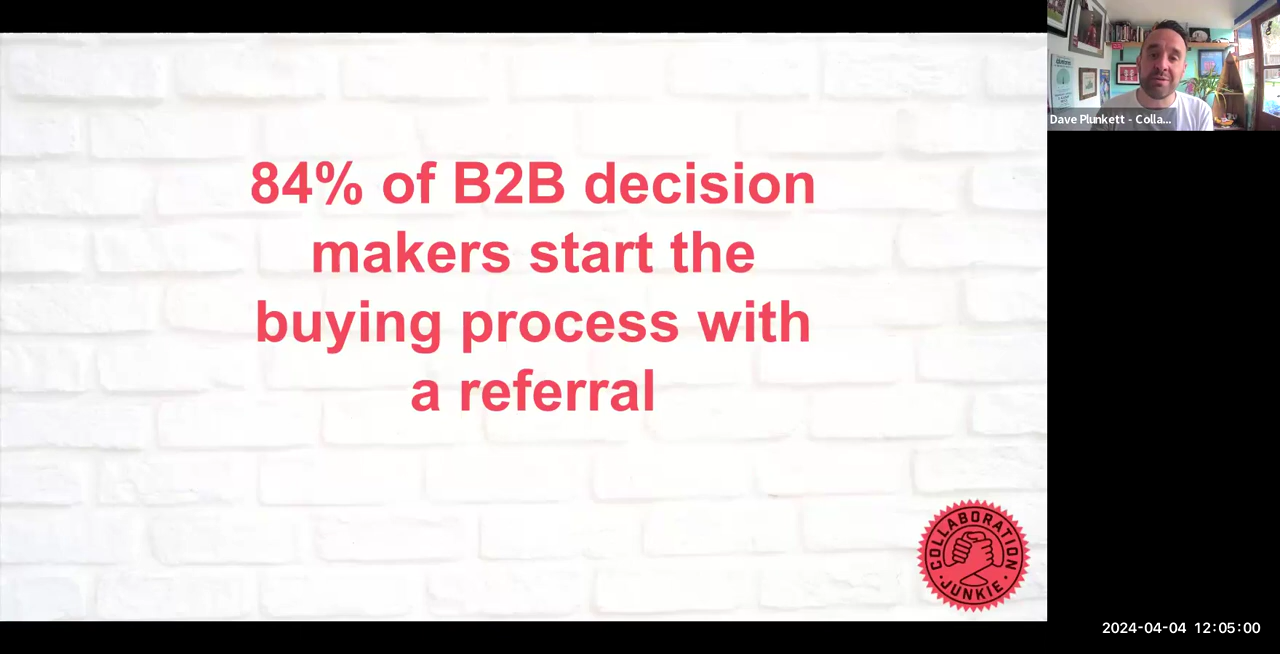 84% of B2B decision
makers start the
buying process with
a referral
COLLABORATION
JUNKIE
Dave Plunkett - Colla...
2024-04-04 12:05:00